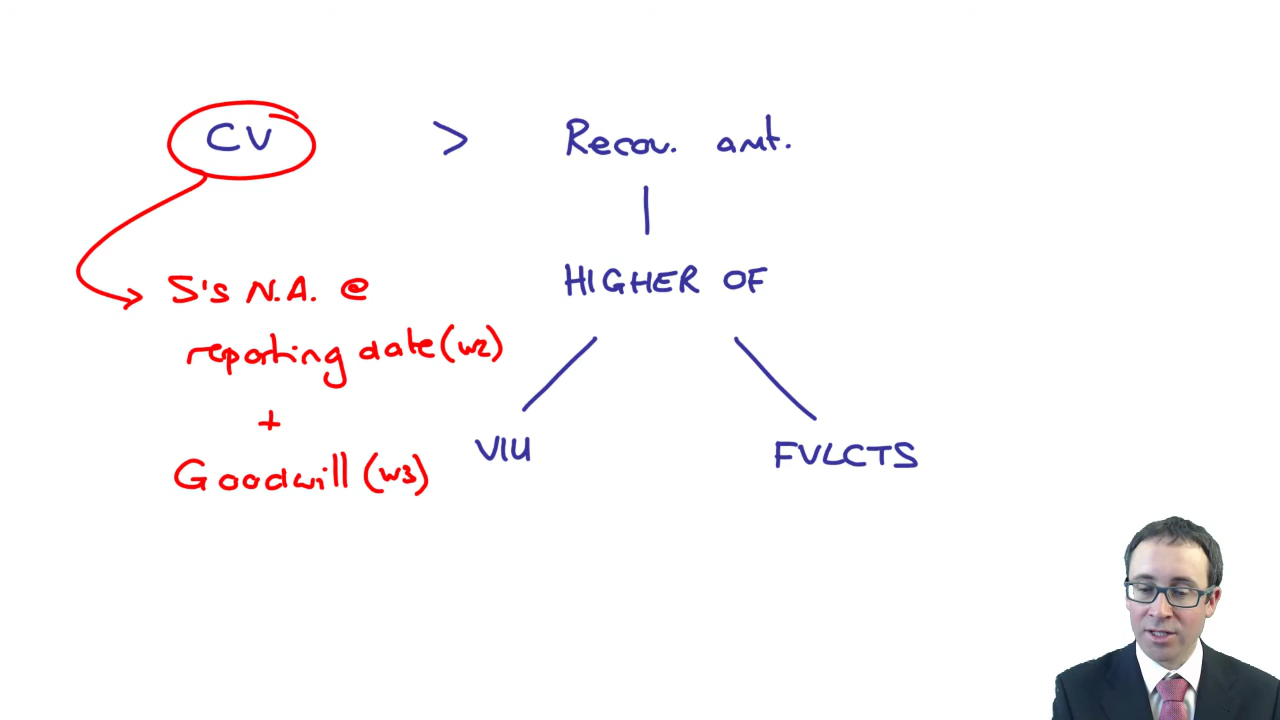 CV > Recov. amt.
HIGHER OF
S's N.A. @
reporting date (w2)
+
Goodwill (w3)
VIU FVLCTS